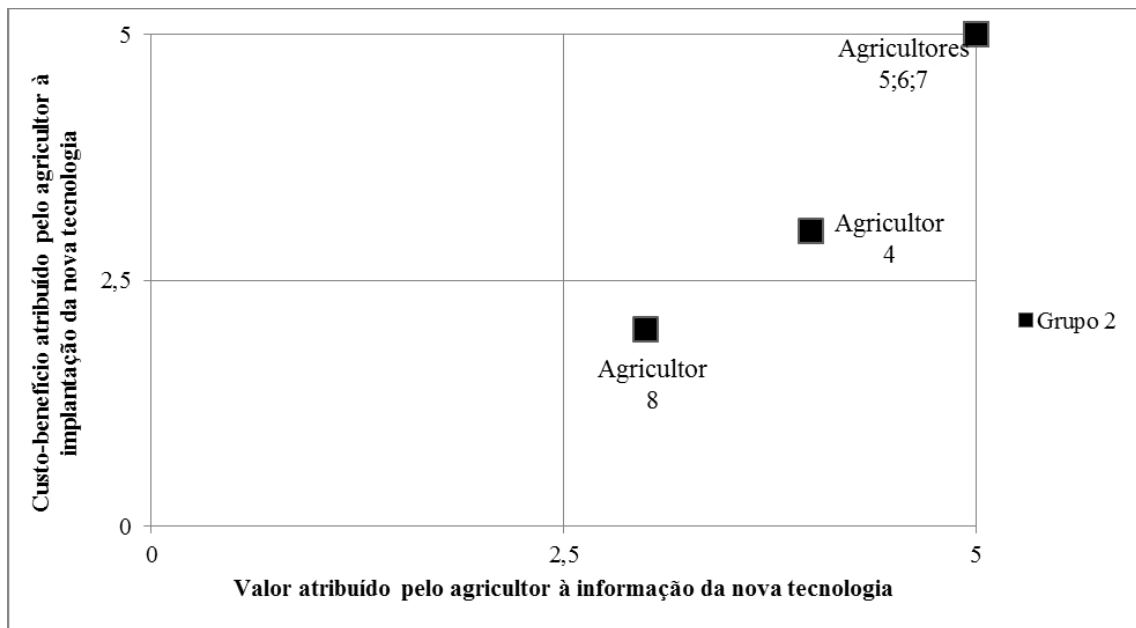 Custo-benefício atribuído pelo agricultor à
implantação da nova tecnologia
5
Agricultores
5;6;7
Agricultor
4
2,5
Grupo 2
Agricultor
8
0
0
2,5
5
Valor atribuído pelo agricultor à informação da nova tecnologia